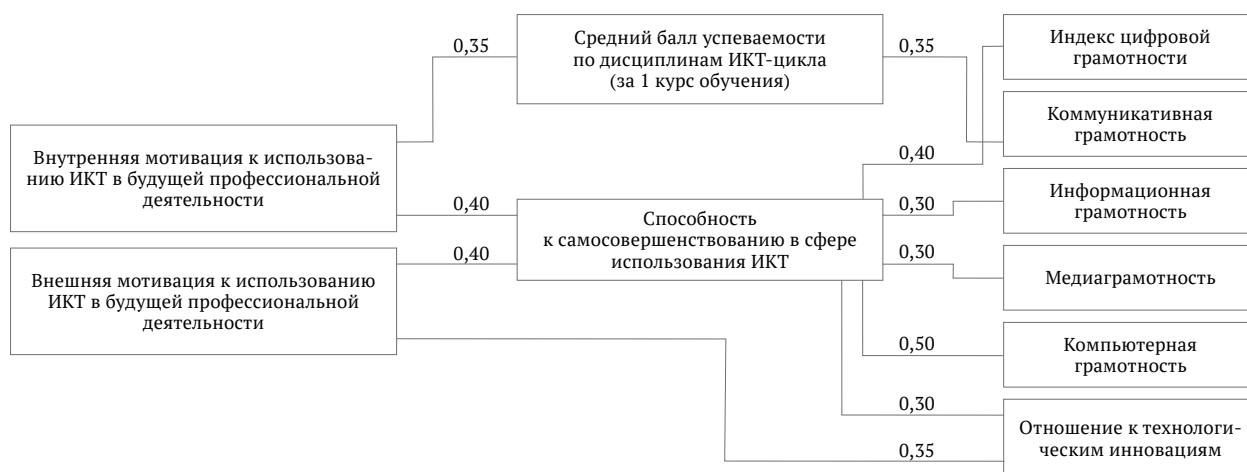 0,35
Средний балл успеваемости
по дисциплинам ИКТ-цикла
(за 1 курс обучения)
0,35
0,40
Индекс цифровой
грамотности
Коммуникативная
грамотность
Внутренняя мотивация к использова-
нию ИКТ в будущей профессиональной
деятельности
0,40
0,40
Способность
к самосовершенствованию в сфере
использования ИКТ
0,40
0,30
0,30
Информационная
грамотность
Внешняя мотивация к использованию
ИКТ в будущей профессиональной
деятельности
Медиаграмотность
0,50
Компьютерная
грамотность
0,30
0,35
Отношение к технологи-
ческим инновациям